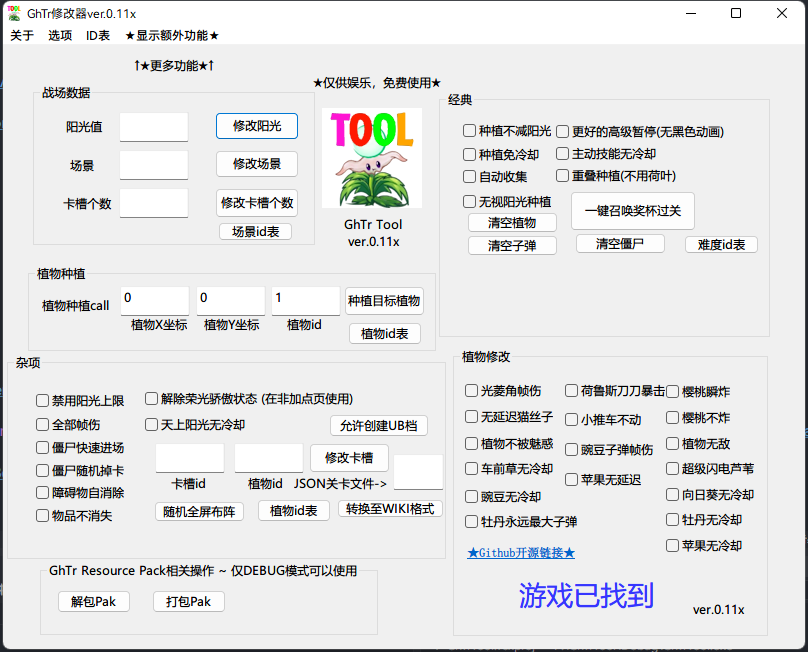 GhTr修改器ver.0.11x
关于 选项 ID表 ★显示额外功能★
↑★更多功能★↑
★仅供娱乐，免费使用★
战场数据
阳光值 修改阳光
场景 修改场景
卡槽个数 修改卡槽个数
场景id表
TOOL
GhTr Tool
ver.0.11x
经典
种植不减阳光 更好的高级暂停(无黑色动画)
种植免冷却 主动技能无冷却
自动收集 重叠种植(不用荷叶)
无视阳光种植
清空植物 一键召唤奖杯过关
清空子弹 清空僵尸 难度id表
植物种植
植物种植call 0 0 1 种植目标植物
植物X坐标 植物Y坐标 植物id
植物id表
杂项
禁用阳光上限 解除荣光骄傲状态 (在非加点页使用)
全部帧伤 天上阳光无冷却 允许创建UB档
僵尸快速进场
僵尸随机掉卡 修改卡槽
障碍物自消除 卡槽id 植物id JSON关卡文件->
物品不消失 随机全屏布阵 植物id表 转换至WIKI格式
植物修改
光菱角帧伤 荷鲁斯刀刀暴击 樱桃瞬炸
无延迟猫丝子 小推车不动 樱桃不炸
植物不被魅惑 豌豆子弹帧伤 植物无敌
车前草无冷却 苹果无延迟 超级闪电芦苇
豌豆无冷却 向日葵无冷却
牡丹永远最大子弹 牡丹无冷却
★Github开源链接★ 苹果无冷却
游戏已找到
ver.0.11x
GhTr Resource Pack相关操作 ~ 仅DEBUG模式可以使用
解包Pak 打包Pak